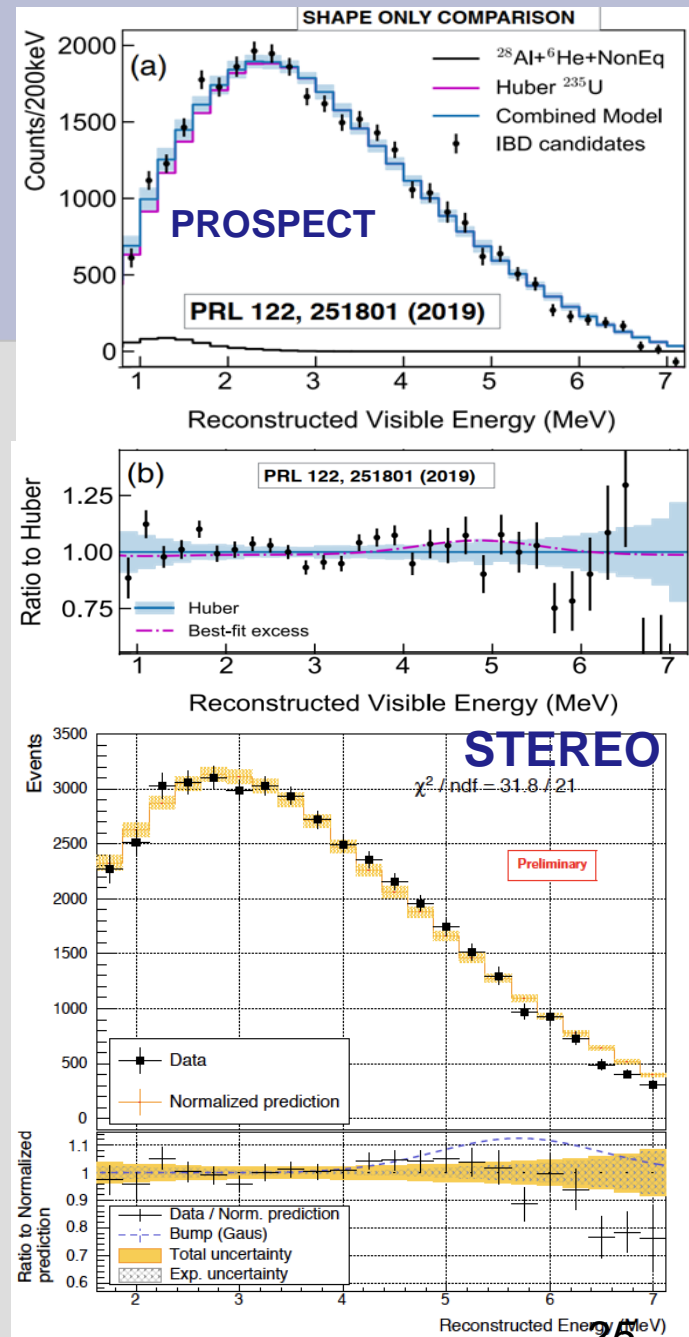 SHAPE ONLY COMPARISON
(a)
²⁸Al+⁶He+NonEq
Huber ²³⁵U
Combined Model
IBD candidates
Counts/200keV
2000
1500
1000
500
0
PROSPECT
PRL 122, 251801 (2019)
1 2 3 4 5 6 7
Reconstructed Visible Energy (MeV)
(b)
PRL 122, 251801 (2019)
Ratio to Huber
1.25
1.00
0.75
Huber
Best-fit excess
1 2 3 4 5 6 7
Reconstructed Visible Energy (MeV)
STEREO
χ² / ndf = 31.8 / 21
Preliminary
Events
3500
3000
2500
2000
1500
1000
500
0
Data
Normalized prediction
Ratio to Normalized
prediction
1.1
1
0.9
0.8
0.7
0.6
Data / Norm. prediction
Bump (Gaus)
Total uncertainty
Exp. uncertainty
2 3 4 5 6 7
Reconstructed Energy (MeV)